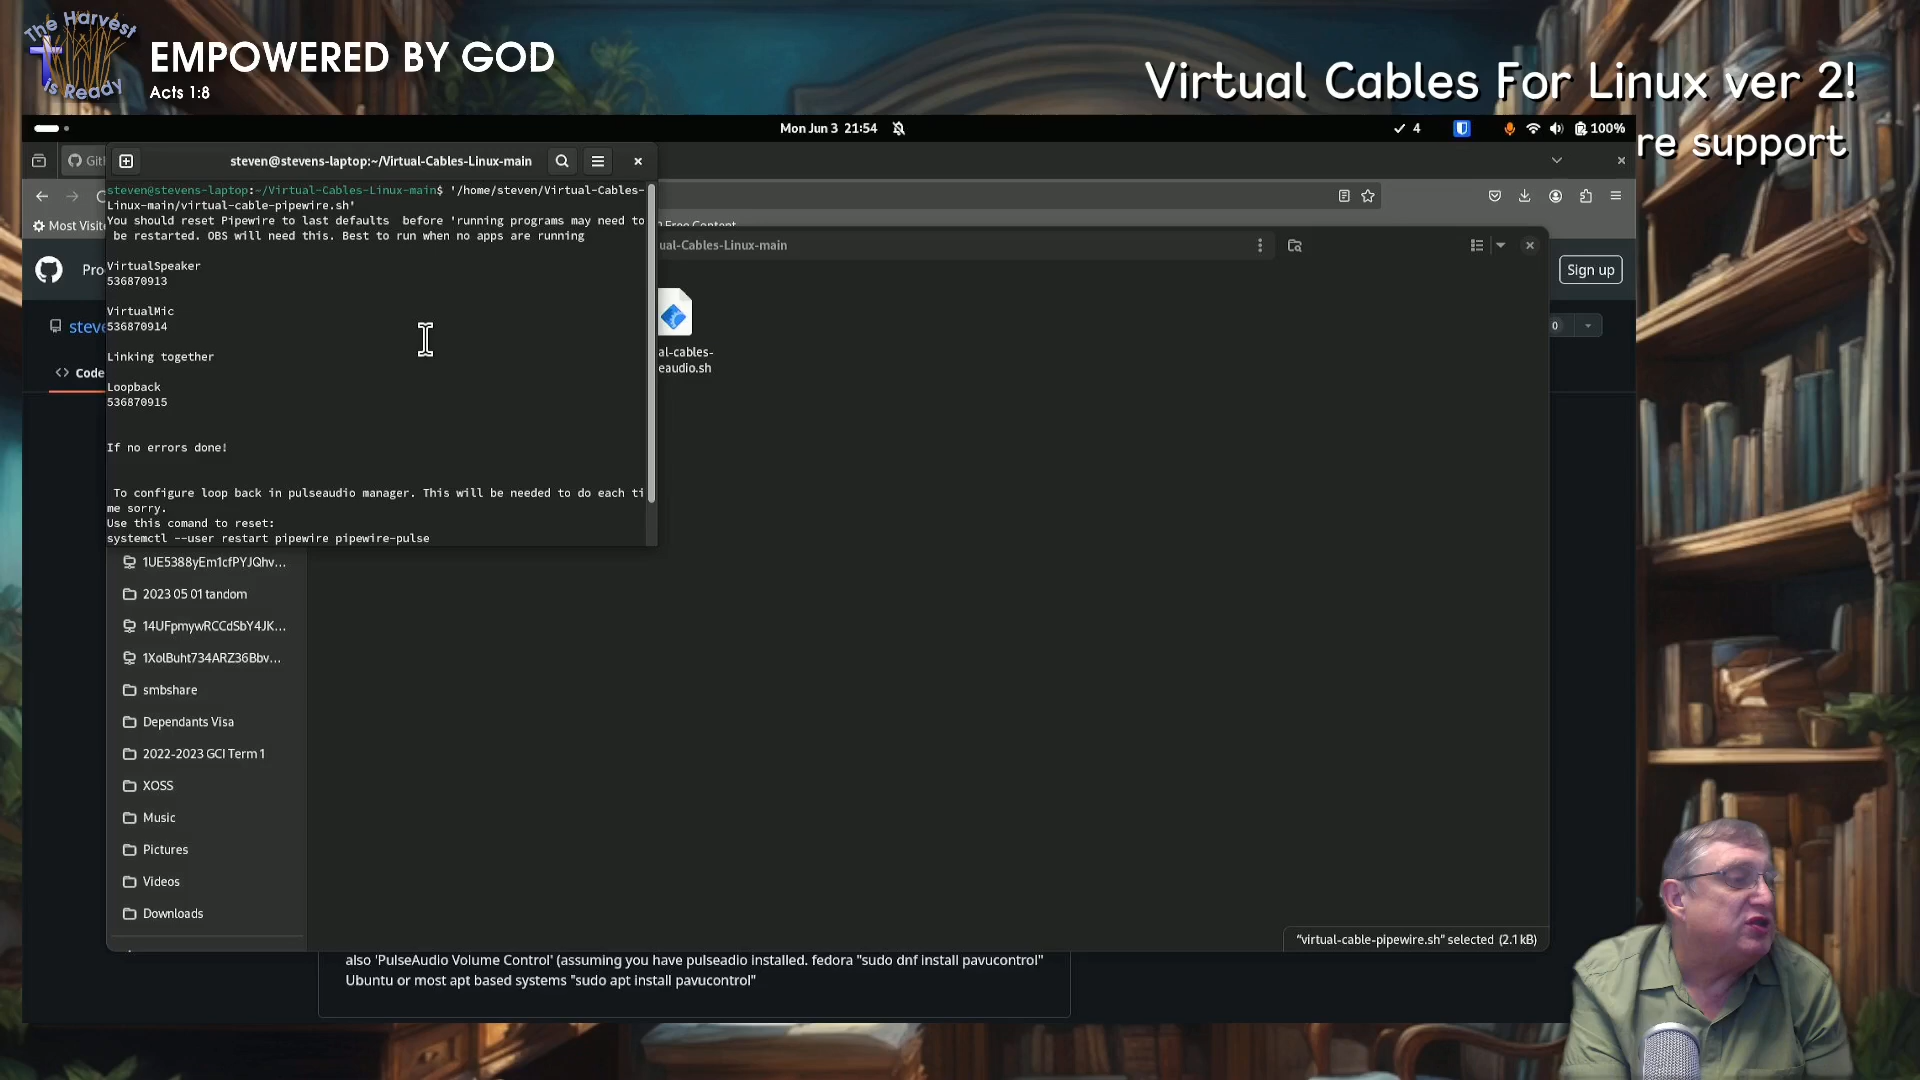 The Harvest
is Ready
EMPOWERED BY GOD
Acts 1:8
Virtual Cables For Linux ver 2!
re support
Mon Jun 3 21:54
4
100%
Git
steven@stevens-laptop:~/Virtual-Cables-Linux-main
steven@stevens-laptop:~/Virtual-Cables-Linux-main$ '/home/steven/Virtual-Cables-
Linux-main/virtual-cable-pipewire.sh'
You should reset Pipewire to last defaults  before 'running programs may need to
be restarted. OBS will need this. Best to run when no apps are running
VirtualSpeaker
536870913
VirtualMic
536870914
Linking together
Loopback
536870915
If no errors done!
To configure loop back in pulseaudio manager. This will be needed to do each ti
me sorry.
Use this comand to reset:
systemctl --user restart pipewire pipewire-pulse
Most Visite
Free Content
ual-Cables-Linux-main
Pro
Sign up
steve
0
al-cables-
eaudio.sh
Code
1UE5388yEm1cfPYJQhv...
2023 05 01 tandom
14UFpmywRCCdSbY4JK...
1XolBuht734ARZ36Bbv...
smbshare
Dependants Visa
2022-2023 GCI Term 1
XOSS
Music
Pictures
Videos
Downloads
"virtual-cable-pipewire.sh" selected (2.1 kB)
also 'PulseAudio Volume Control' (assuming you have pulseadio installed. fedora "sudo dnf install pavucontrol"
Ubuntu or most apt based systems "sudo apt install pavucontrol"